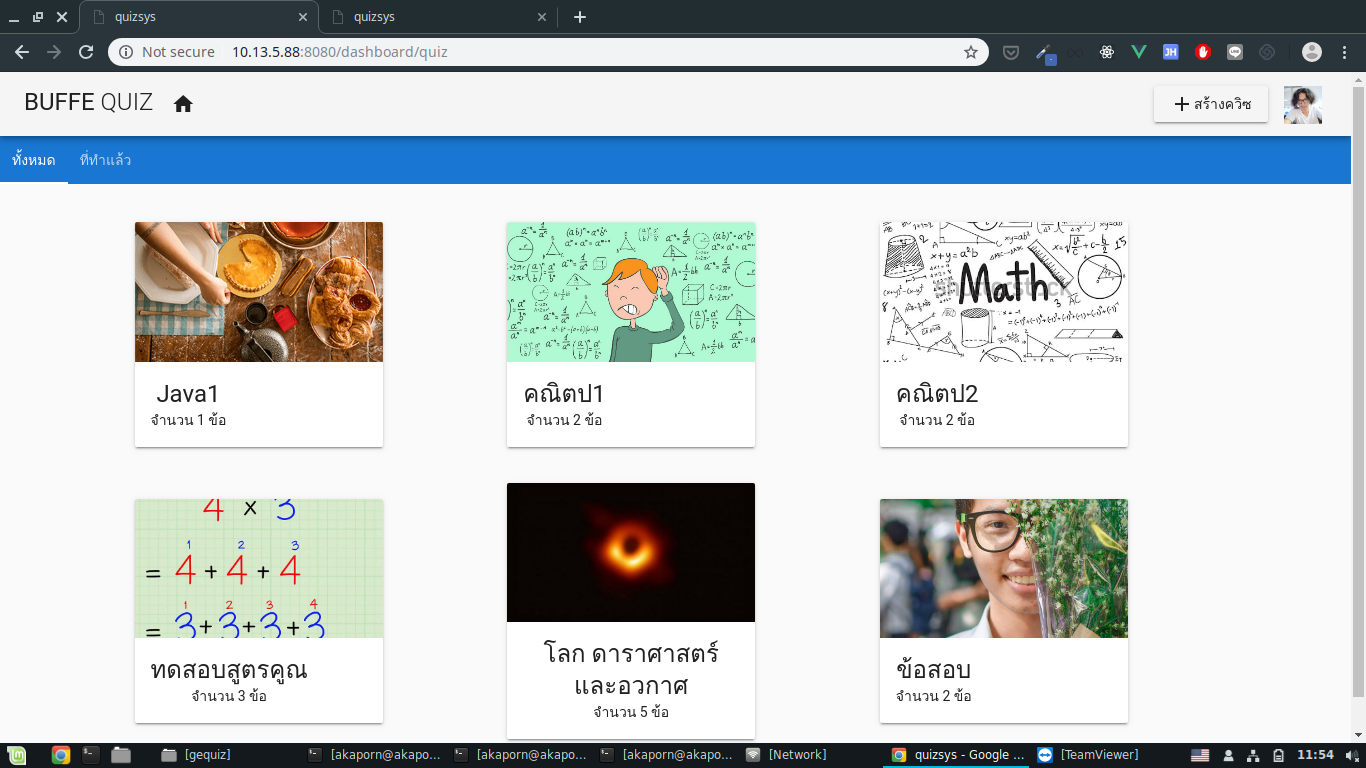 quizsys
quizsys
Not secure
10.13.5.88:8080/dashboard/quiz
BUFFE QUIZ
สร้างควิซ
ทั้งหมด
ที่ทำแล้ว
Math
Java1
จำนวน 1 ข้อ
คณิตป1
จำนวน 2 ข้อ
คณิตป2
จำนวน 2 ข้อ
4 x 3
1 2 3
= 4 + 4 + 4
1 2 3 4
= 3 + 3 + 3 + 3
ทดสอบสูตรคูณ
จำนวน 3 ข้อ
โลก ดาราศาสตร์
และอวกาศ
จำนวน 5 ข้อ
ข้อสอบ
จำนวน 2 ข้อ
[gequiz]
[akaporn@akapo...
[akaporn@akapo...
[akaporn@akapo...
[Network]
quizsys - Google ...
[TeamViewer]
11:54